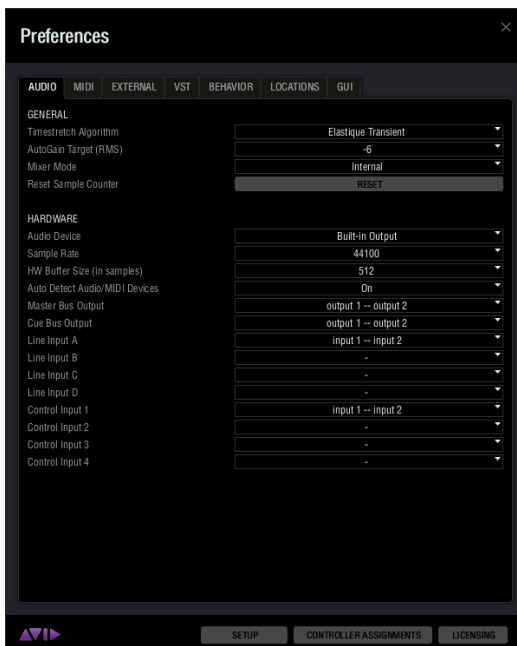 Preferences
AUDIO MIDI EXTERNAL VST BEHAVIOR LOCATIONS GUI
GENERAL
Timestretch Algorithm Elastique Transient
AutoGain Target (RMS) -6
Mixer Mode Internal
Reset Sample Counter RESET
HARDWARE
Audio Device Built-in Output
Sample Rate 44100
HW Buffer Size (in samples) 512
Auto Detect Audio/MIDI Devices On
Master Bus Output output 1 -- output 2
Cue Bus Output output 1 -- output 2
Line Input A input 1 -- input 2
Line Input B -
Line Input C -
Line Input D -
Control Input 1 input 1 -- input 2
Control Input 2 -
Control Input 3 -
Control Input 4 -
AVID SETUP CONTROLLER ASSIGNMENTS LICENSING